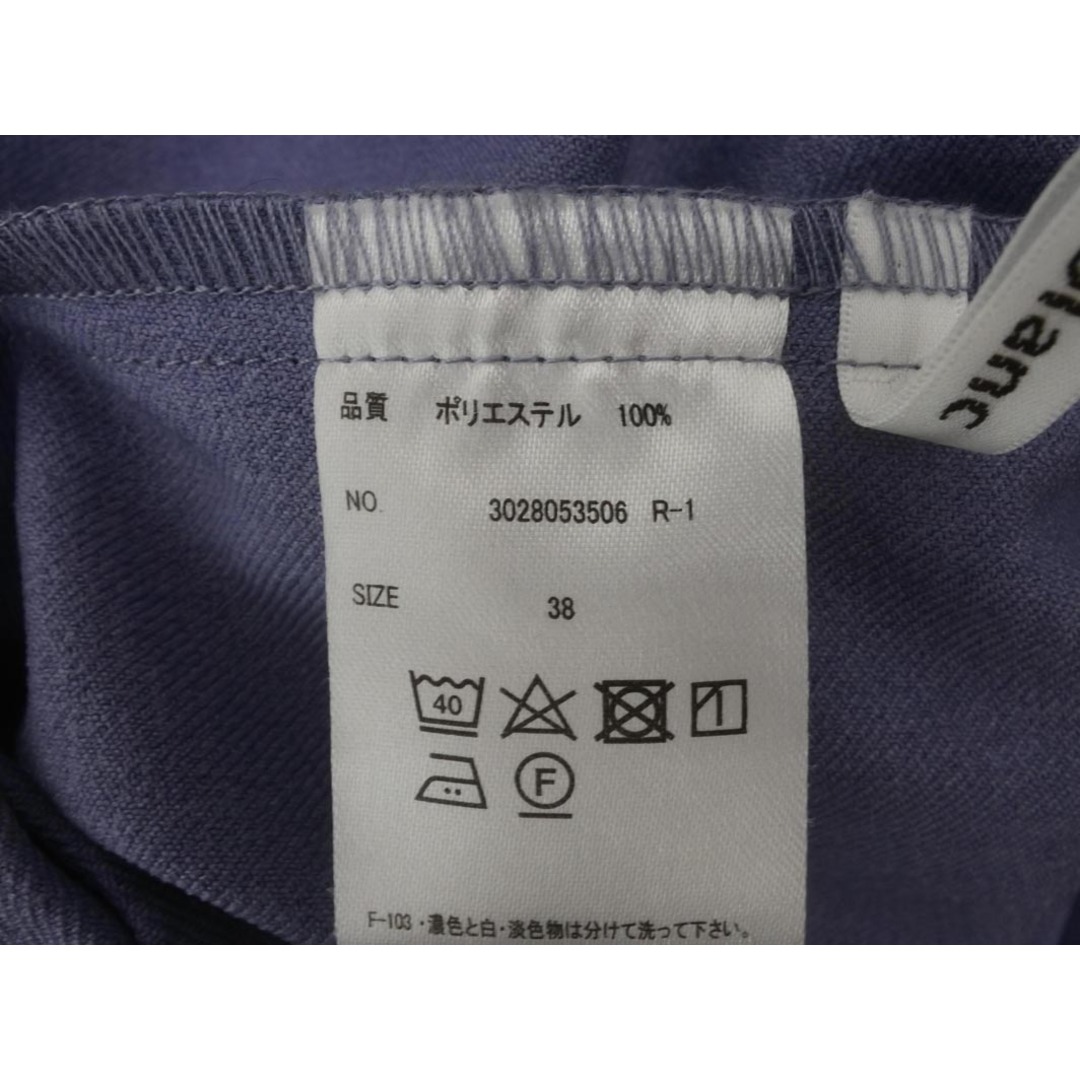 品質 ポリエステル 100%
NO. 3028053506 R-1
SIZE 38
40
F
F-103・濃色と白・淡色物は分けて洗って下さい。
lanc